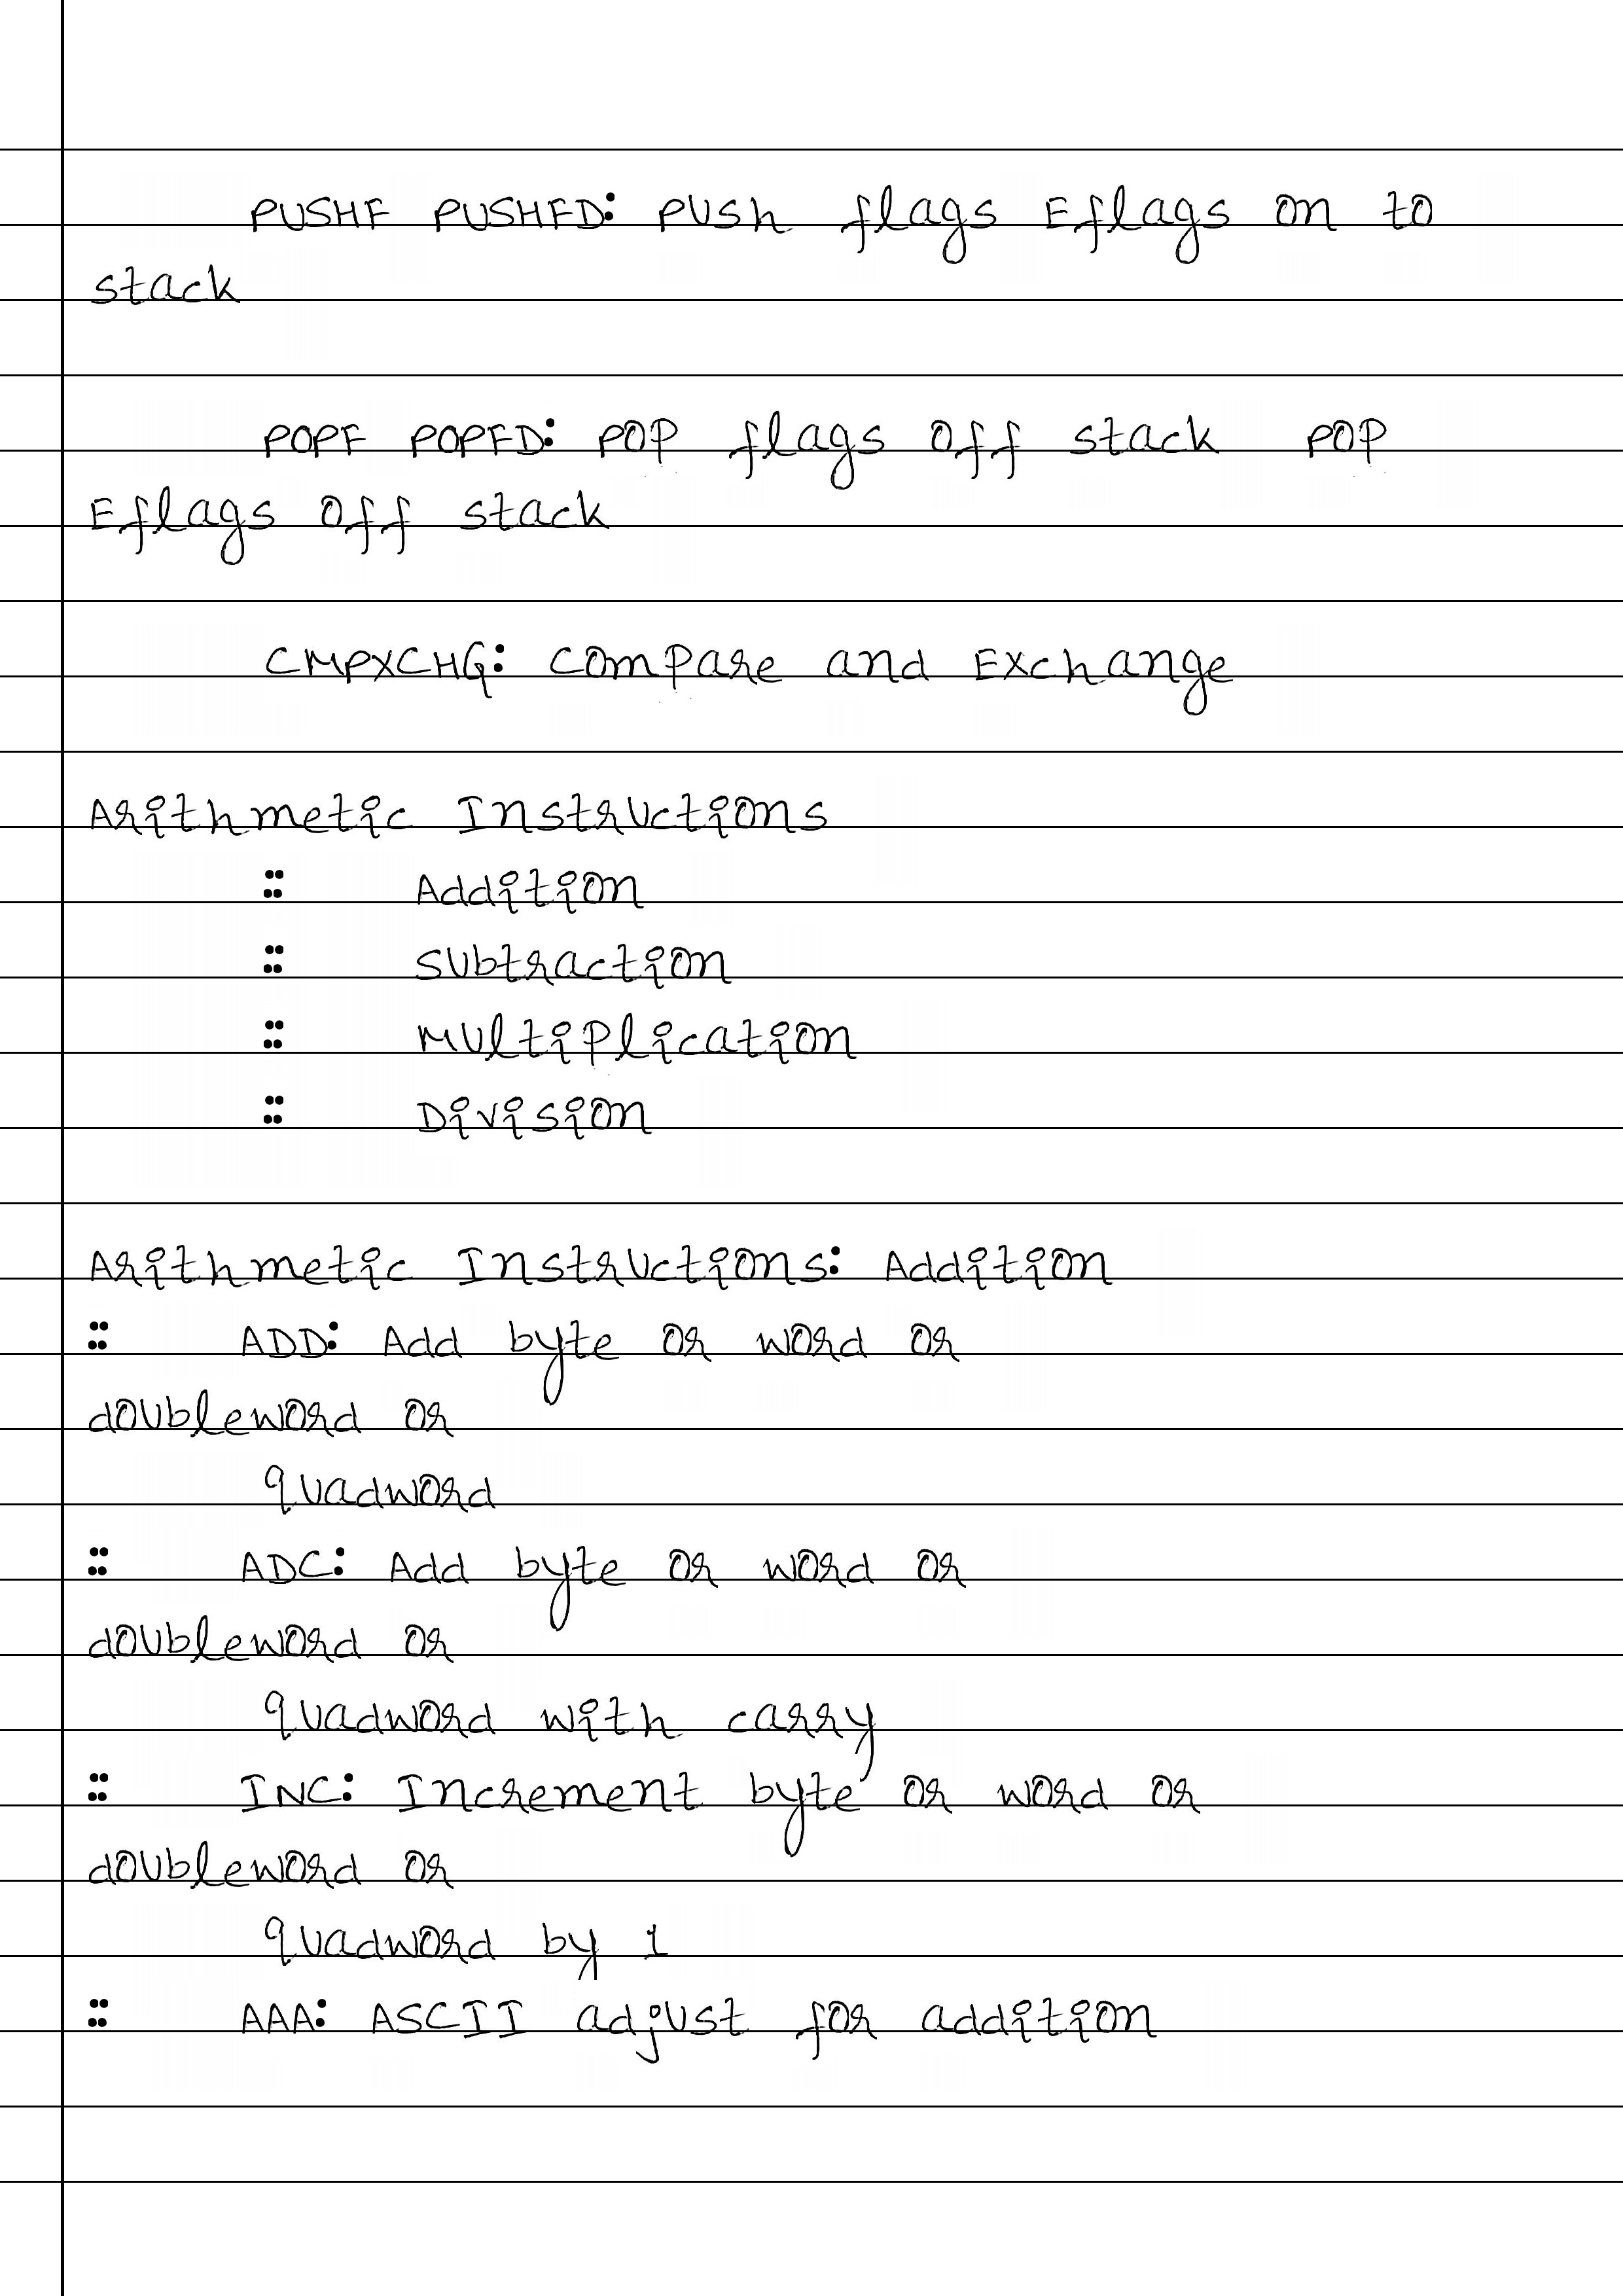 PUSHF PUSHFD: Push flags Eflags on to
stack
POPF POPFD: Pop flags off stack Pop
Eflags off stack
CMPXCHG: Compare and Exchange
Arithmetic Instructions
:: Addition
:: Subtraction
:: Multiplication
:: Division
Arithmetic Instructions: Addition
:: ADD: Add byte or word or
doubleword or
quadword
:: ADC: Add byte or word or
doubleword or
quadword with carry
:: INC: Increment byte or word or
doubleword or
quadword by 1
:: AAA: ASCII adjust for addition